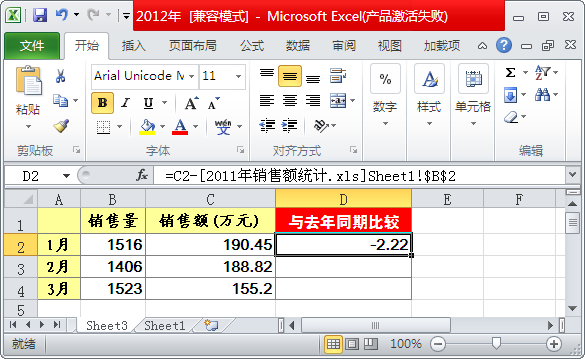 2012年 [兼容模式] - Microsoft Excel(产品激活失败)
文件 开始 插入 页面布局 公式 数据 审阅 视图 加载项
粘贴 Arial Unicode M 11 数字 样式 单元格 Σ
B I U A A
A wén 文
剪贴板 字体 对齐方式 编辑
D2 fx =C2-[2011年销售额统计.xls]Sheet1!$B$2
A B C D E F
1 销售量 销售额(万元) 与去年同期比较
2 1月 1516 190.45 -2.22
3 2月 1406 188.82
4 3月 1523 155.2
5
Sheet3 Sheet1
就绪 100%